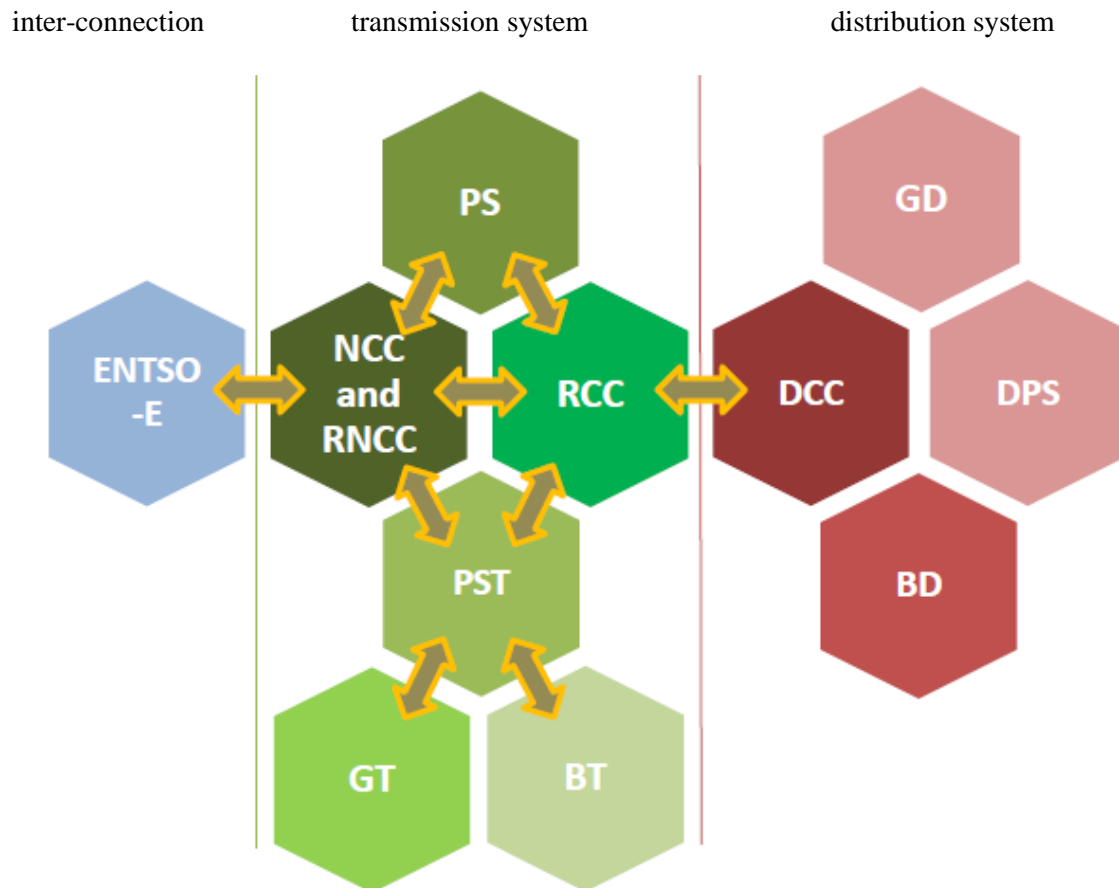 inter-connection
transmission system
distribution system
PS
GD
ENTSO
-E
NCC
and
RNCC
RCC
DCC
DPS
PST
BD
GT
BT